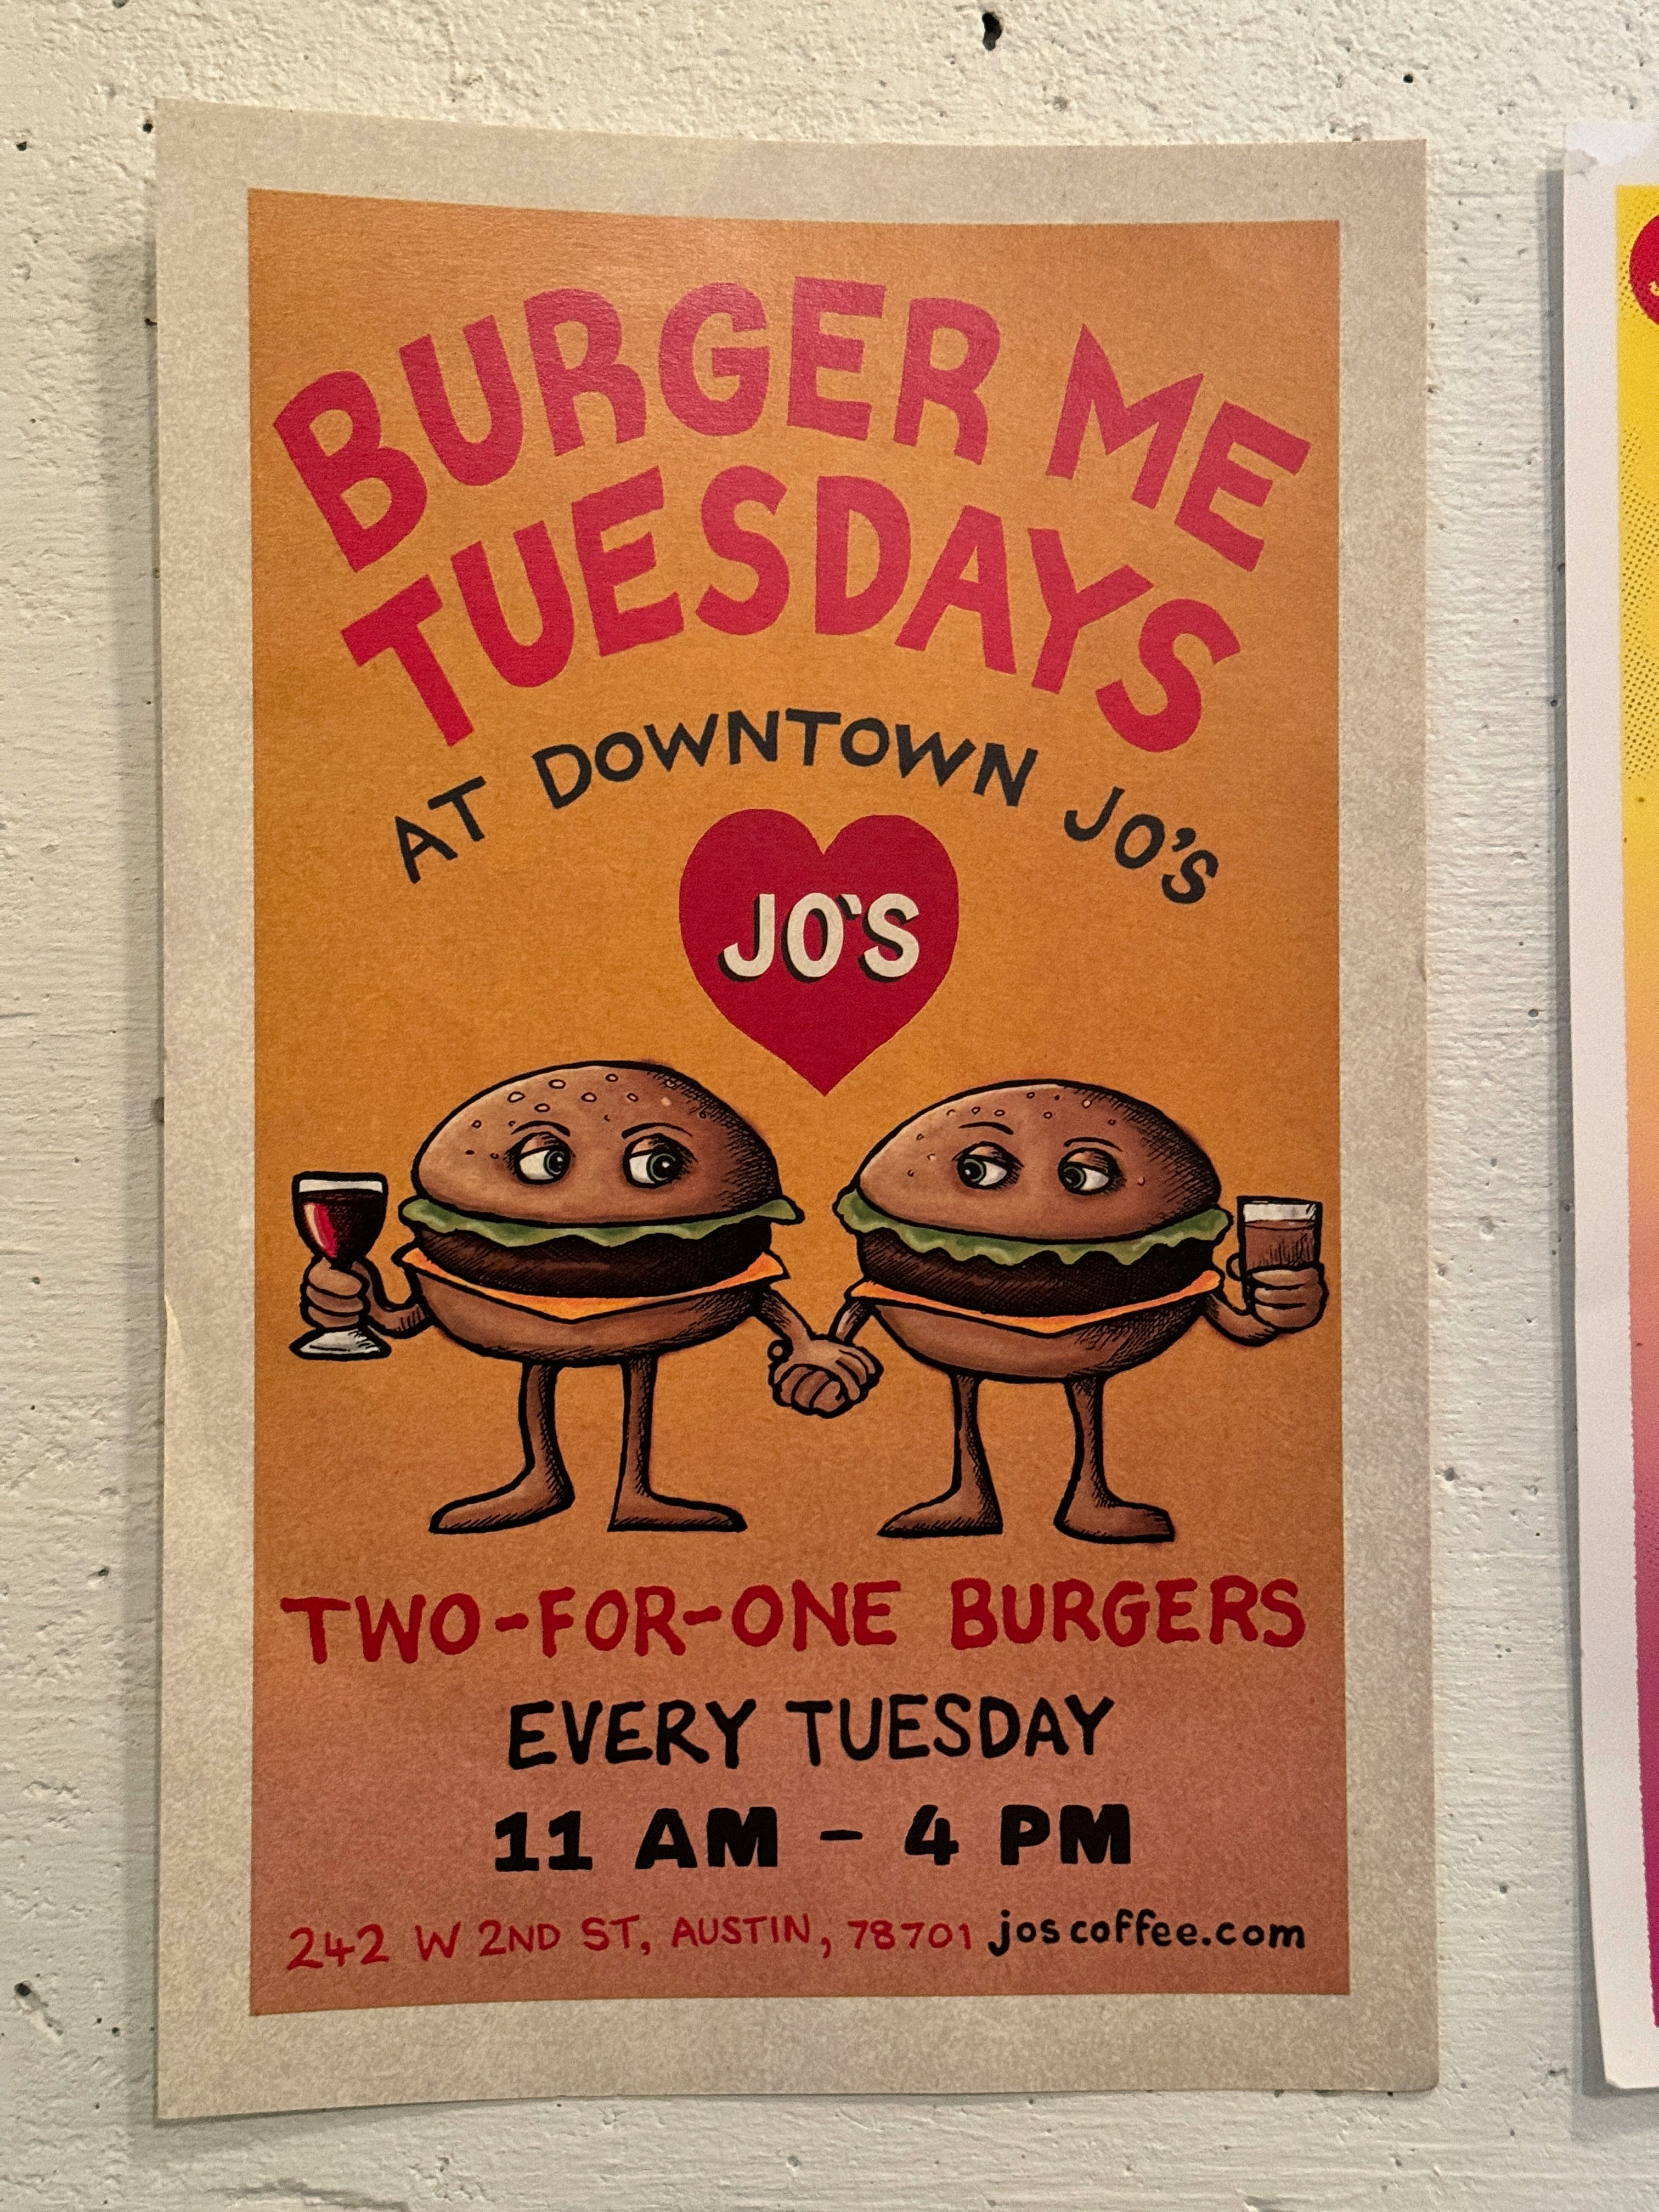 BURGER ME
TUESDAYS
AT DOWNTOWN JO'S
JO'S
TWO-FOR-ONE BURGERS
EVERY TUESDAY
11 AM - 4 PM
242 W 2ND ST, AUSTIN, 78701 joscoffee.com